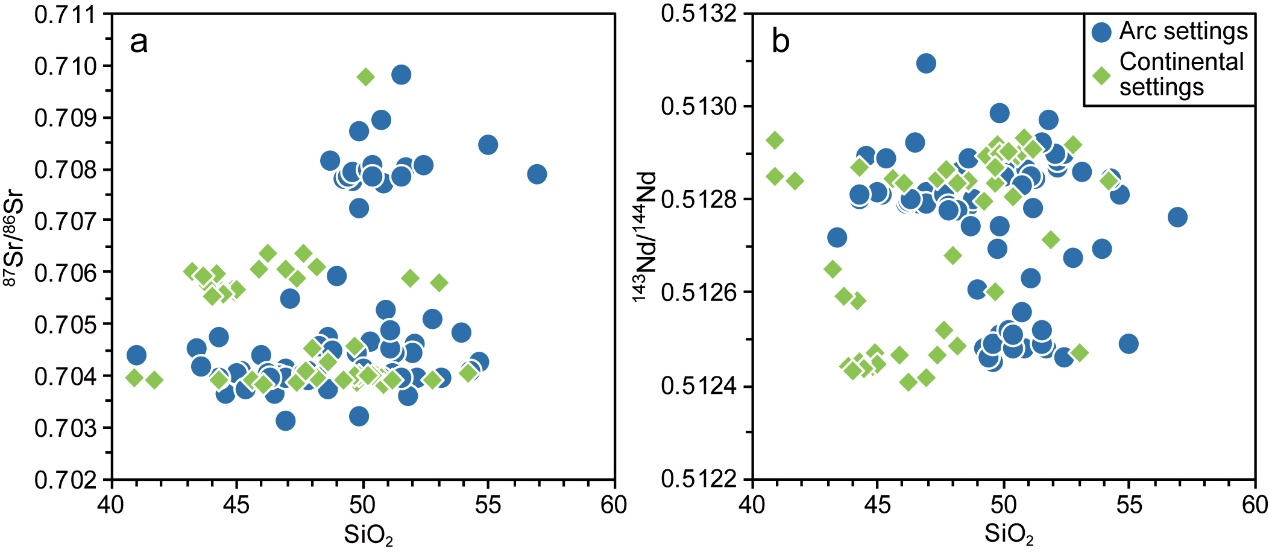 a
0.711
0.710
0.709
0.708
0.707
0.706
0.705
0.704
0.703
0.702
⁸⁷Sr/⁸⁶Sr
40 45 50 55 60
SiO₂
b
Arc settings
Continental
settings
0.5132
0.5130
0.5128
0.5126
0.5124
0.5122
¹⁴³Nd/¹⁴⁴Nd
40 45 50 55 60
SiO₂